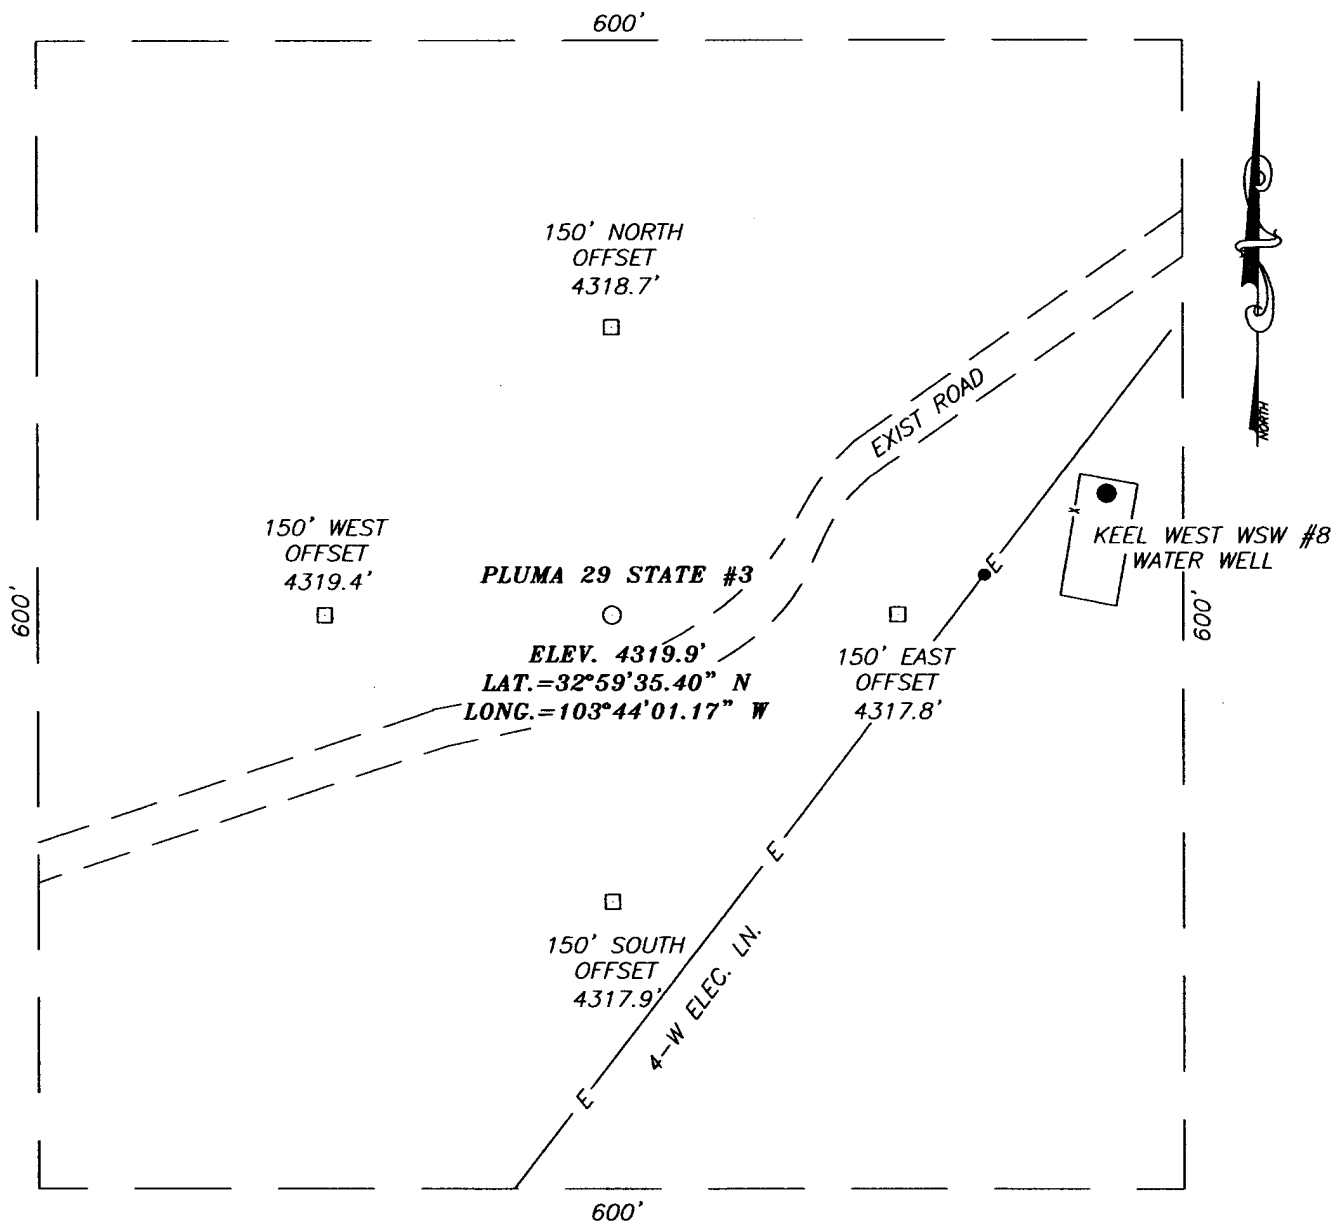 600'
150' NORTH
OFFSET
4318.7'
NORTH
EXIST ROAD
150' WEST
OFFSET
4319.4'
600'
PLUMA 29 STATE #3
ELEV. 4319.9'
LAT.=32°59'35.40" N
LONG.=103°44'01.17" W
E
x
KEEL WEST WSW #8
WATER WELL
600'
150' EAST
OFFSET
4317.8'
E
150' SOUTH
OFFSET
4317.9'
4-W ELEC. LN.
E
600'